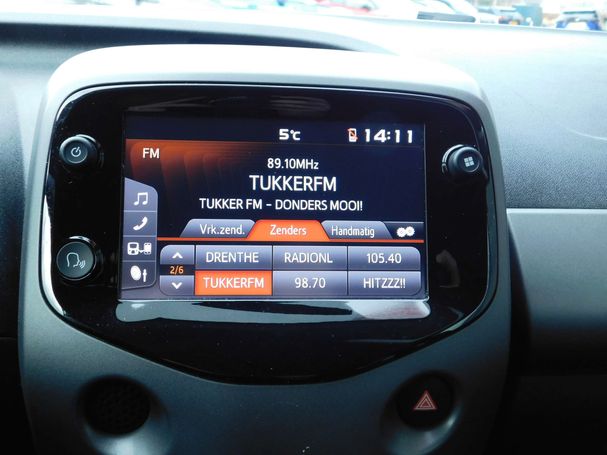 5°C 14:11
FM
89.10MHz
TUKKERFM
TUKKER FM - DONDERS MOOI!
Vrk.zend. Zenders Handmatig
DRENTHE RADIONL 105.40
2/6
TUKKERFM 98.70 HITZZZ!!